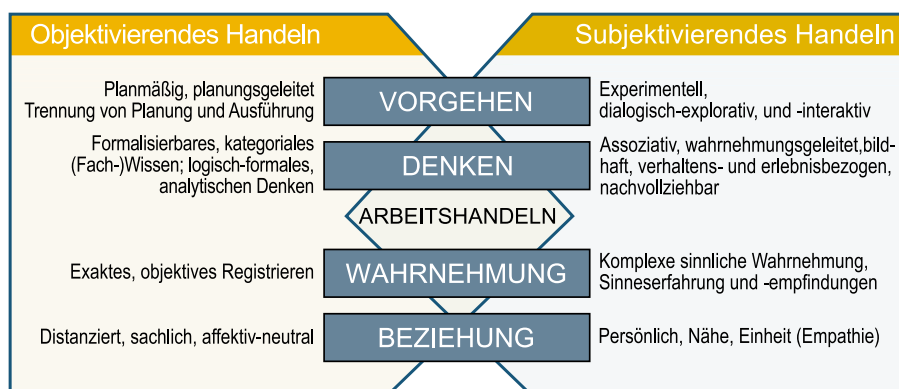 Objektivierendes Handeln
Subjektivierendes Handeln
Planmäßig, planungsgeleitet
Trennung von Planung und Ausführung
VORGEHEN
Experimentell,
dialogisch-explorativ, und -interaktiv
Formalisierbares, kategoriales
(Fach-)Wissen; logisch-formales,
analytischen Denken
DENKEN
Assoziativ, wahrnehmungsgeleitet,bild-
haft, verhaltens- und erlebnisbezogen,
nachvollziehbar
ARBEITSHANDELN
Exaktes, objektives Registrieren
WAHRNEHMUNG
Komplexe sinnliche Wahrnehmung,
Sinneserfahrung und -empfindungen
Distanziert, sachlich, affektiv-neutral
BEZIEHUNG
Persönlich, Nähe, Einheit (Empathie)